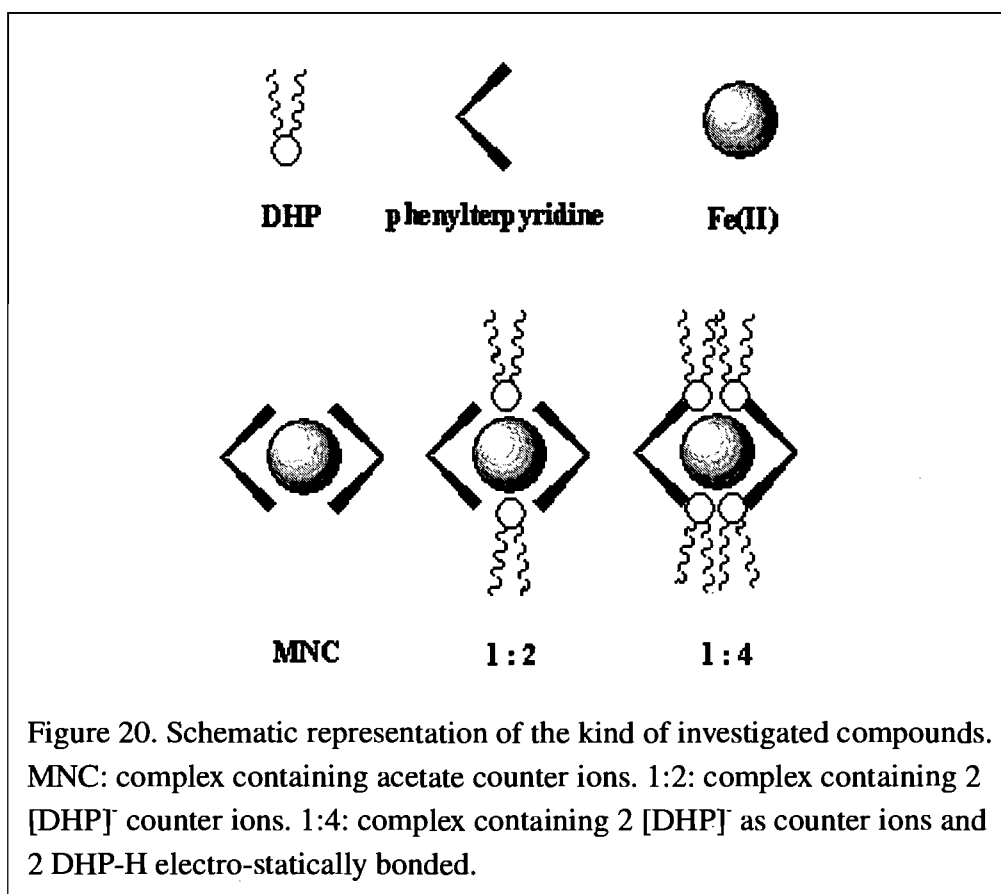 DHP phenylterpyridine Fe(II)
MNC 1:2 1:4
Figure 20. Schematic representation of the kind of investigated compounds.
MNC: complex containing acetate counter ions. 1:2: complex containing 2
[DHP]⁻ counter ions. 1:4: complex containing 2 [DHP]⁻ as counter ions and
2 DHP-H electro-statically bonded.